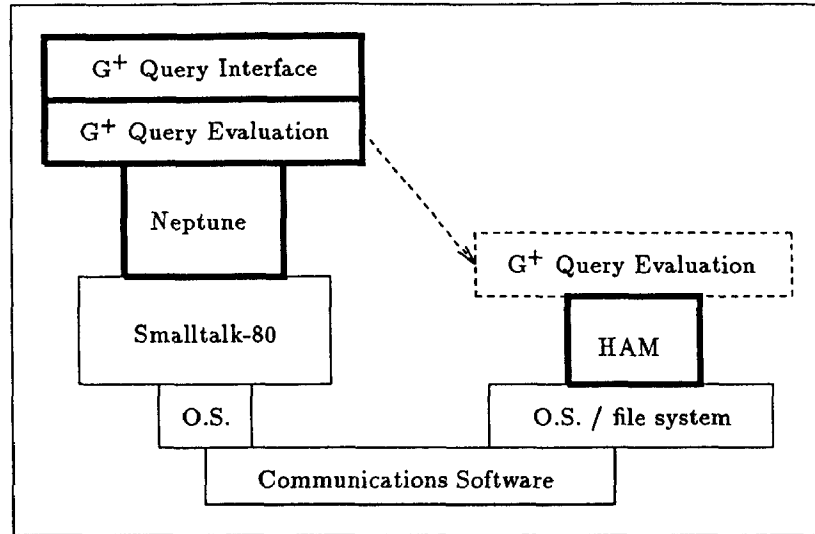 G+ Query Interface
G+ Query Evaluation
Neptune
G+ Query Evaluation
Smalltalk-80
HAM
O.S.
O.S. / file system
Communications Software